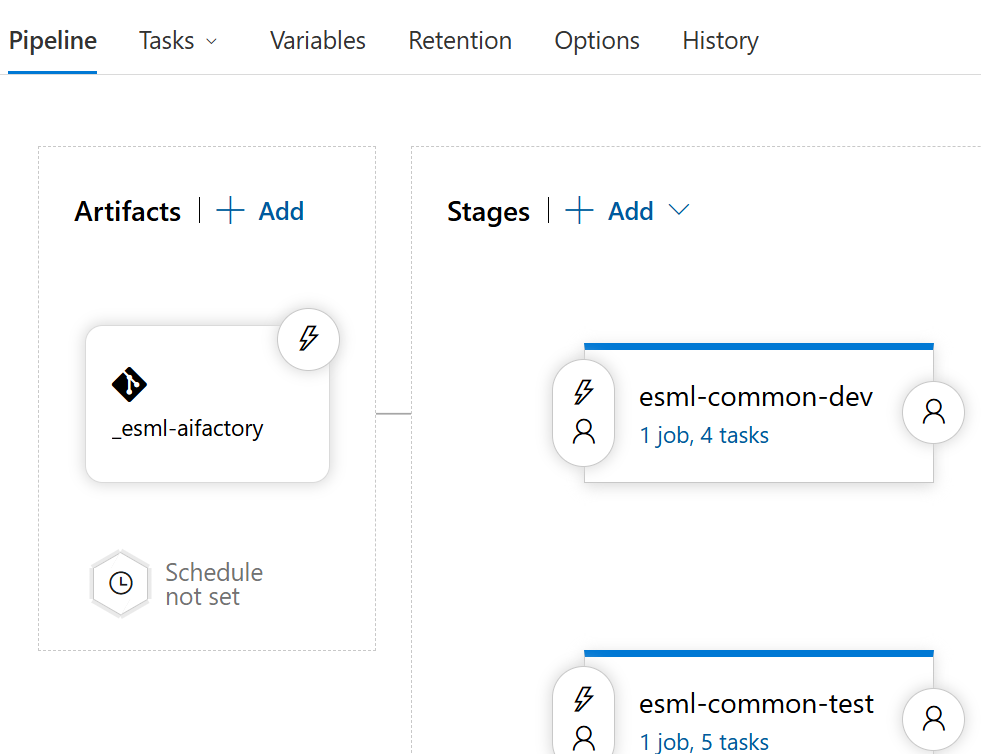 Pipeline Tasks Variables Retention Options History
Artifacts | + Add
Stages | + Add
_esml-aifactory
Schedule
not set
esml-common-dev
1 job, 4 tasks
esml-common-test
1 job, 5 tasks